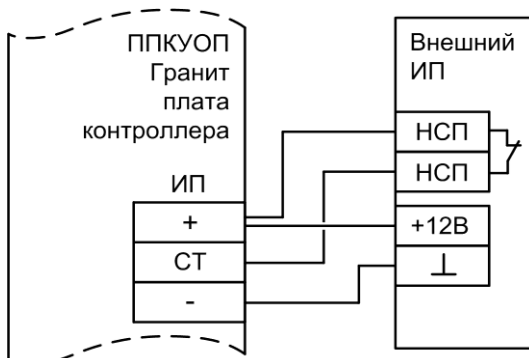 ППКУОП
Гранит
плата
контроллера
ИП
+
СТ
-
Внешний
ИП
НСП
НСП
+12В
⊥